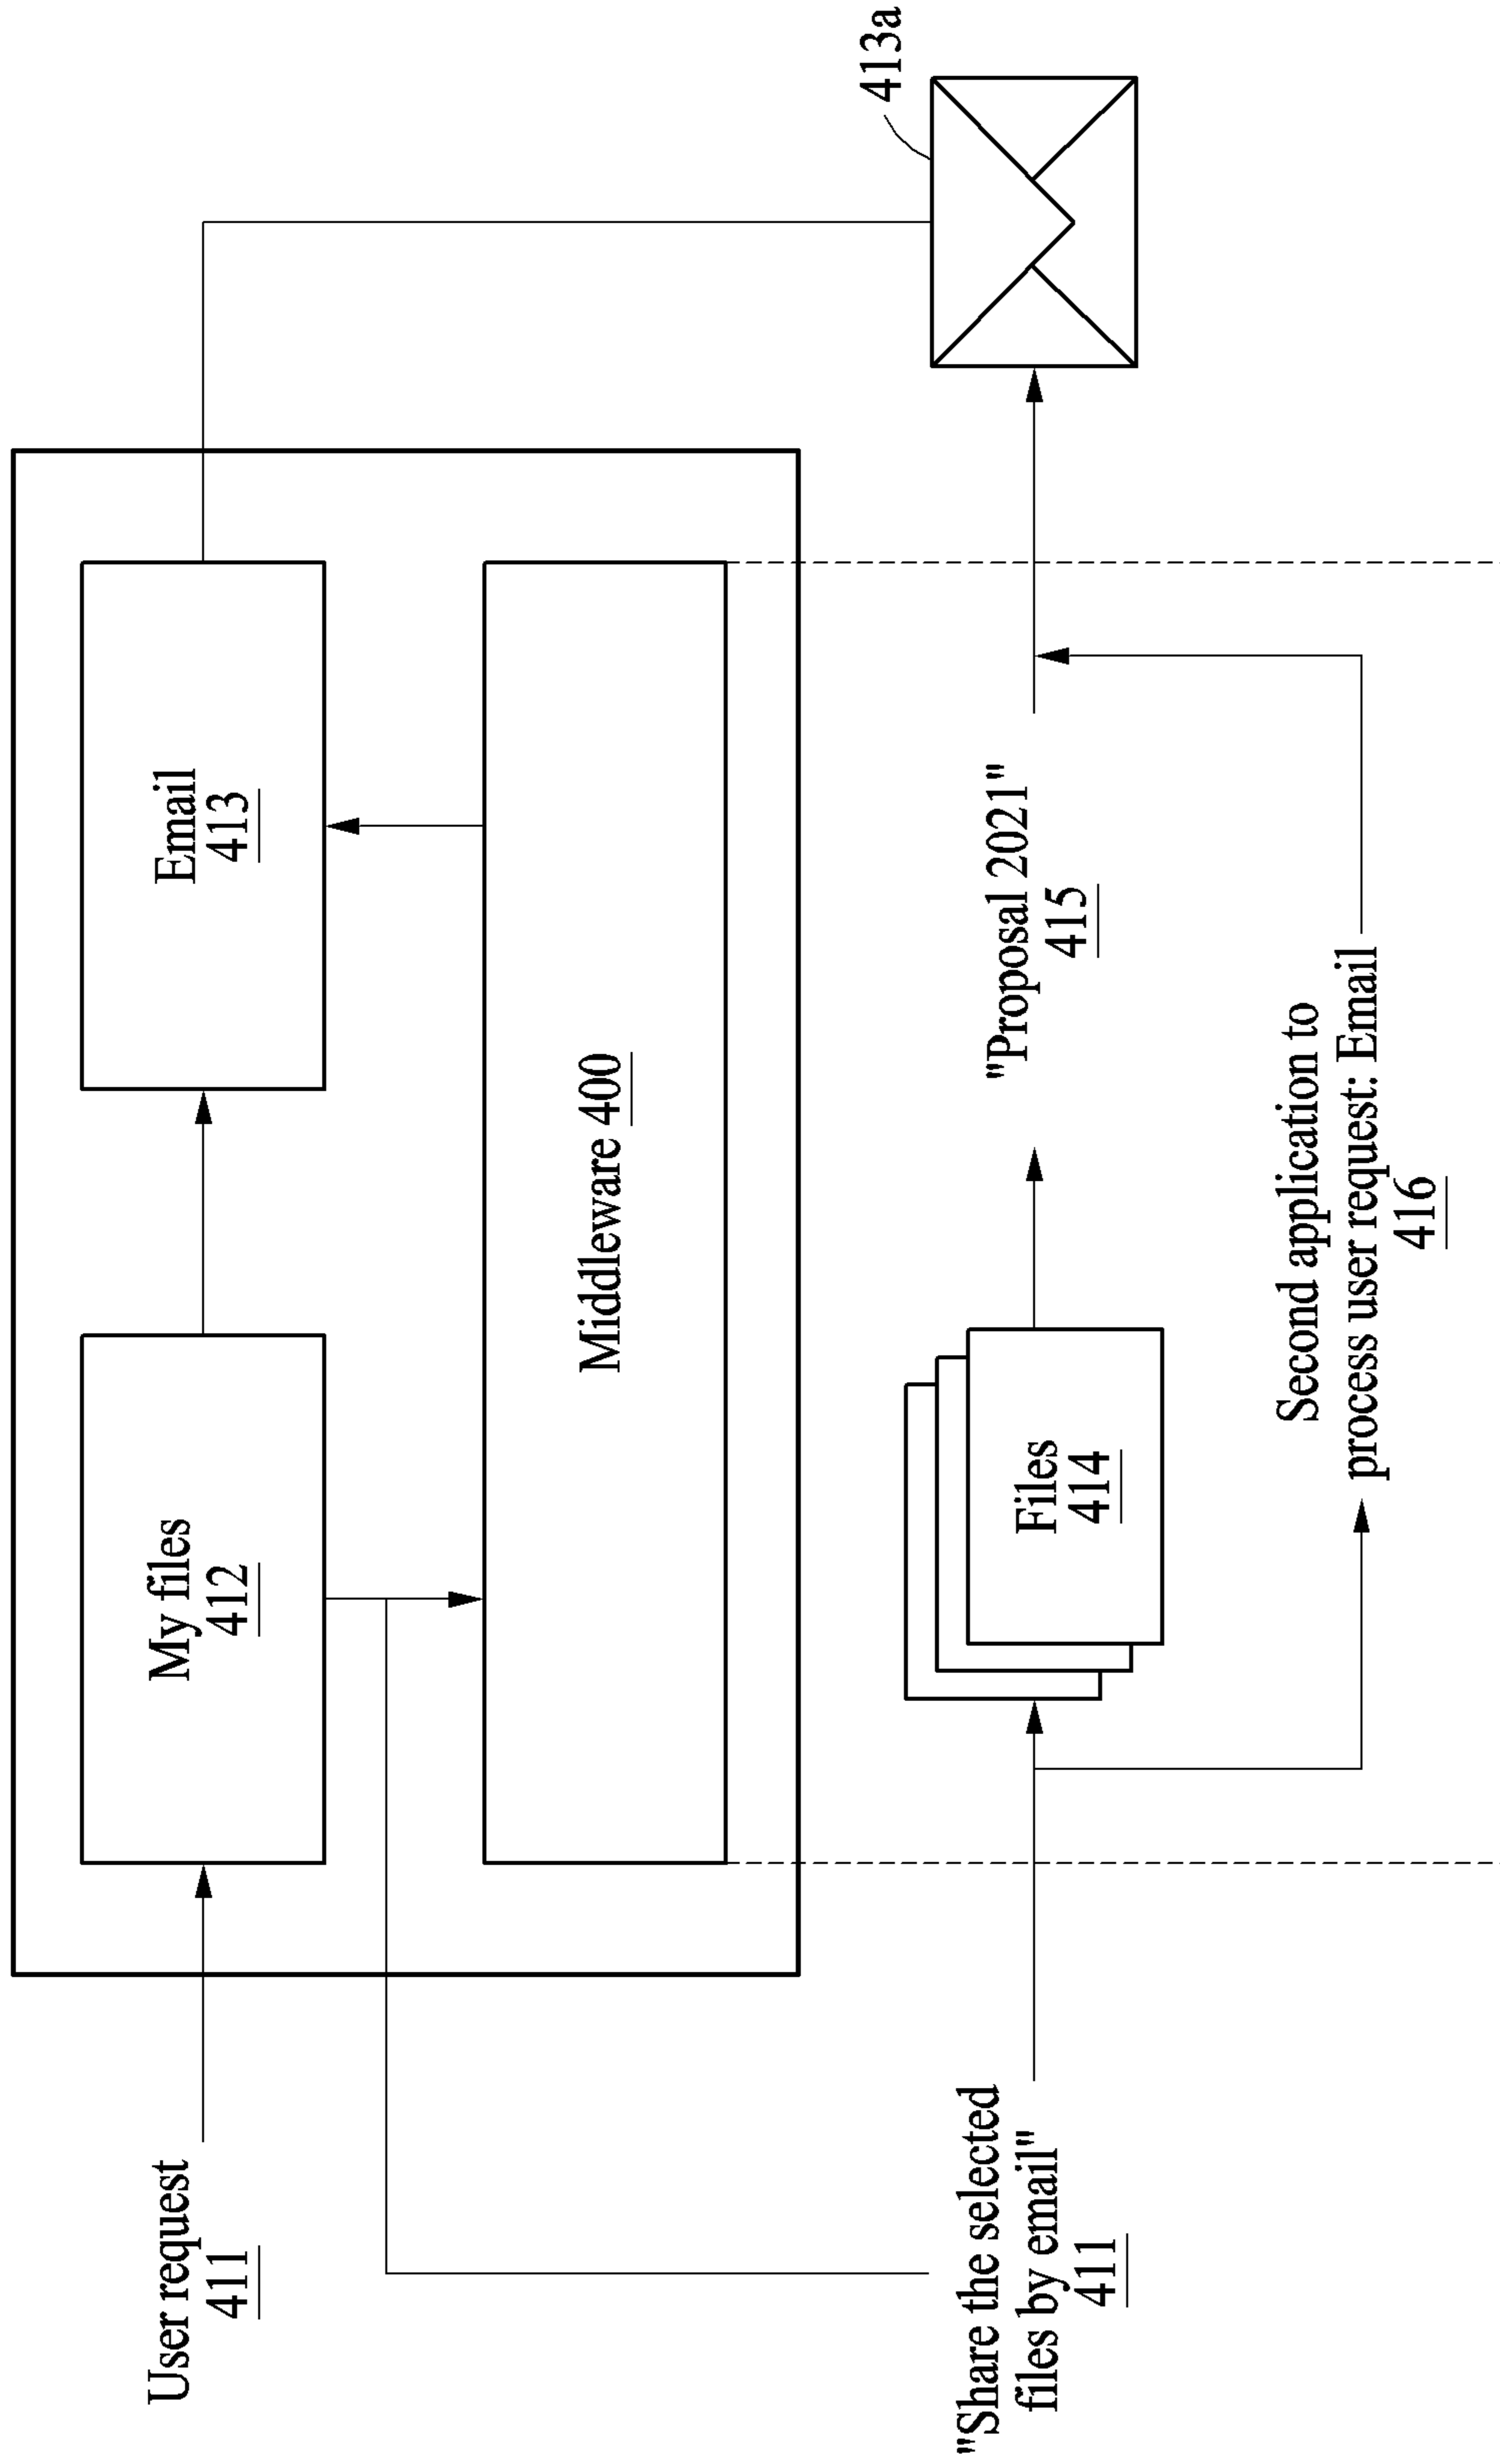 User request
411
My files
412
Email
413
Middleware 400
413a
"Share the selected
files by email"
411
Files
414
"Proposal 2021"
415
Second application to
process user request: Email
416